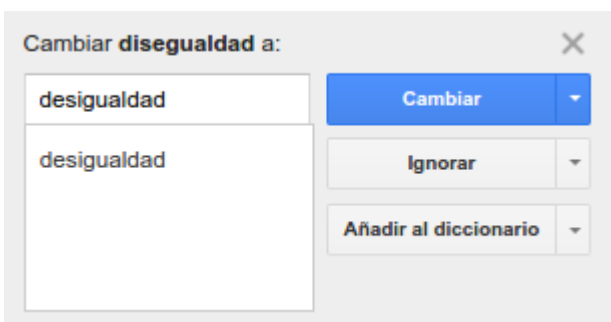 Cambiar disegualdad a:
desigualdad
Cambiar
desigualdad
Ignorar
Añadir al diccionario